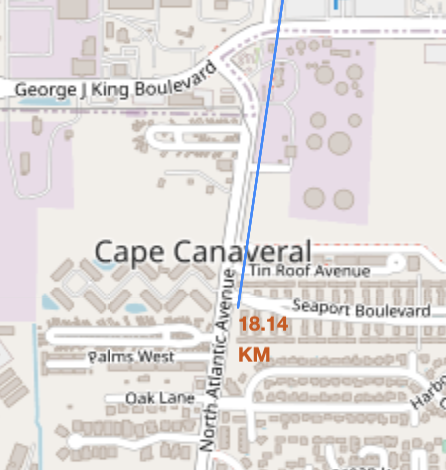 George J King Boulevard
Cape Canaveral
Tin Roof Avenue
Seaport Boulevard
18.14
KM
North Atlantic Avenue
Palms West
Oak Lane